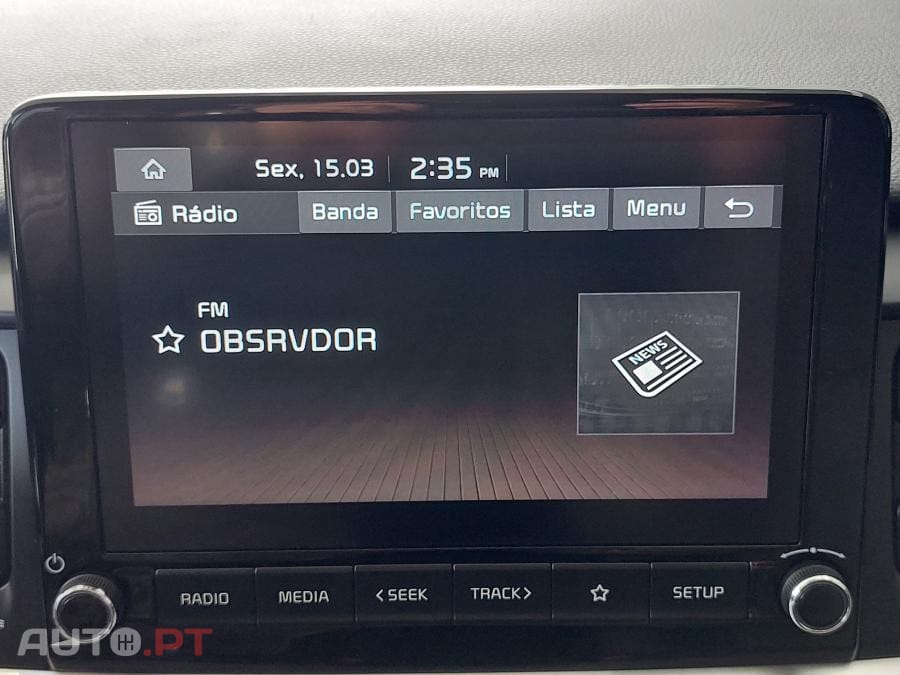 Sex, 15.03 2:35 PM
Rádio Banda Favoritos Lista Menu
FM
OBSRVDOR
NEWS
RADIO MEDIA <SEEK TRACK> SETUP
AUTO.PT